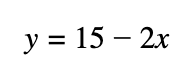 y = 15 − 2x